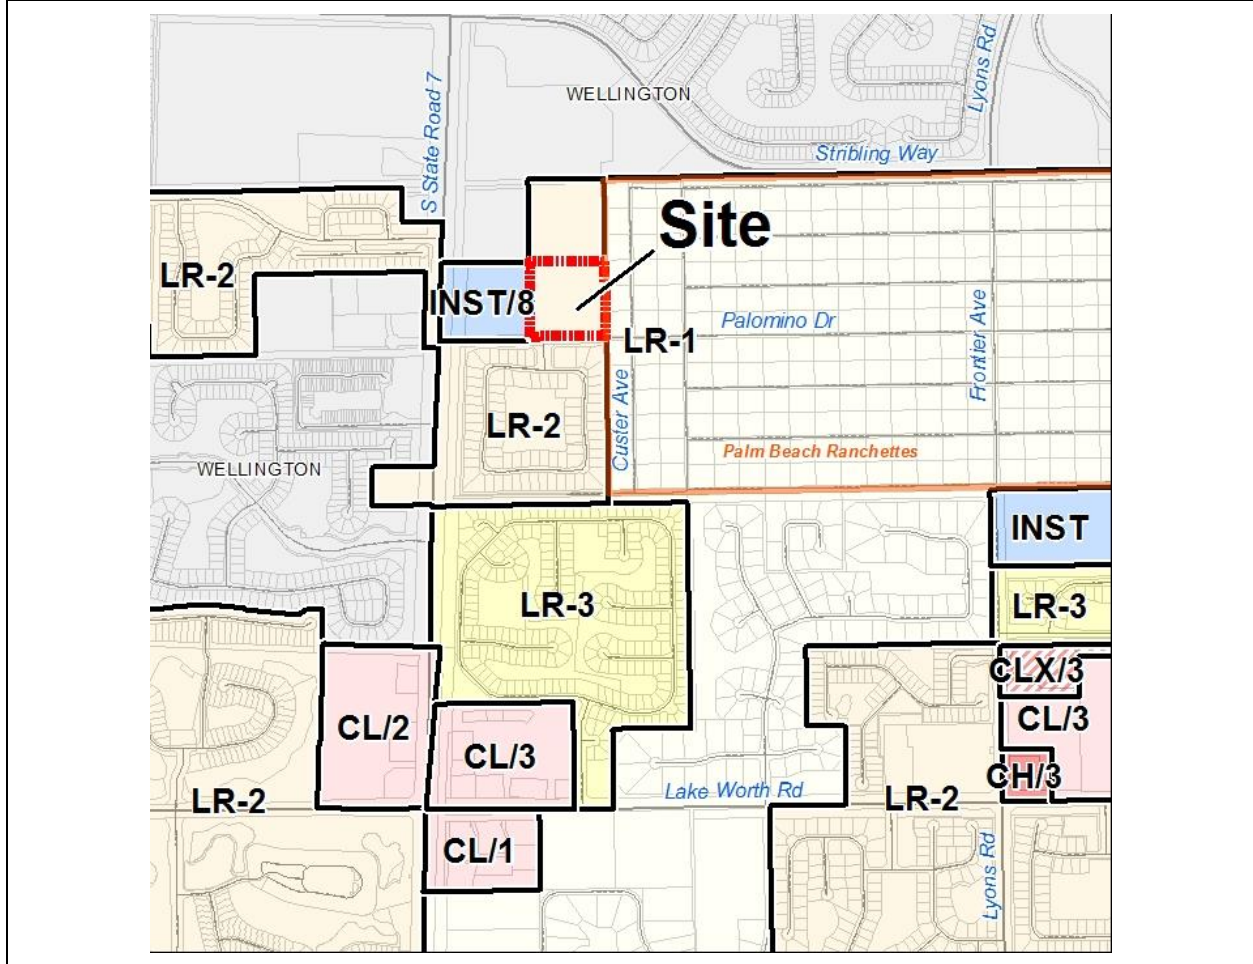 Lyons Rd
WELLINGTON
S State Road 7
Stribling Way
Site
LR-2
INST/8
Palomino Dr
LR-1
Frontier Ave
Custer Ave
LR-2
Palm Beach Ranchettes
WELLINGTON
INST
LR-3
LR-3
CLX/3
CL/2
CL/3
CL/3
CH/3
LR-2
Lake Worth Rd
LR-2
CL/1
Lyons Rd